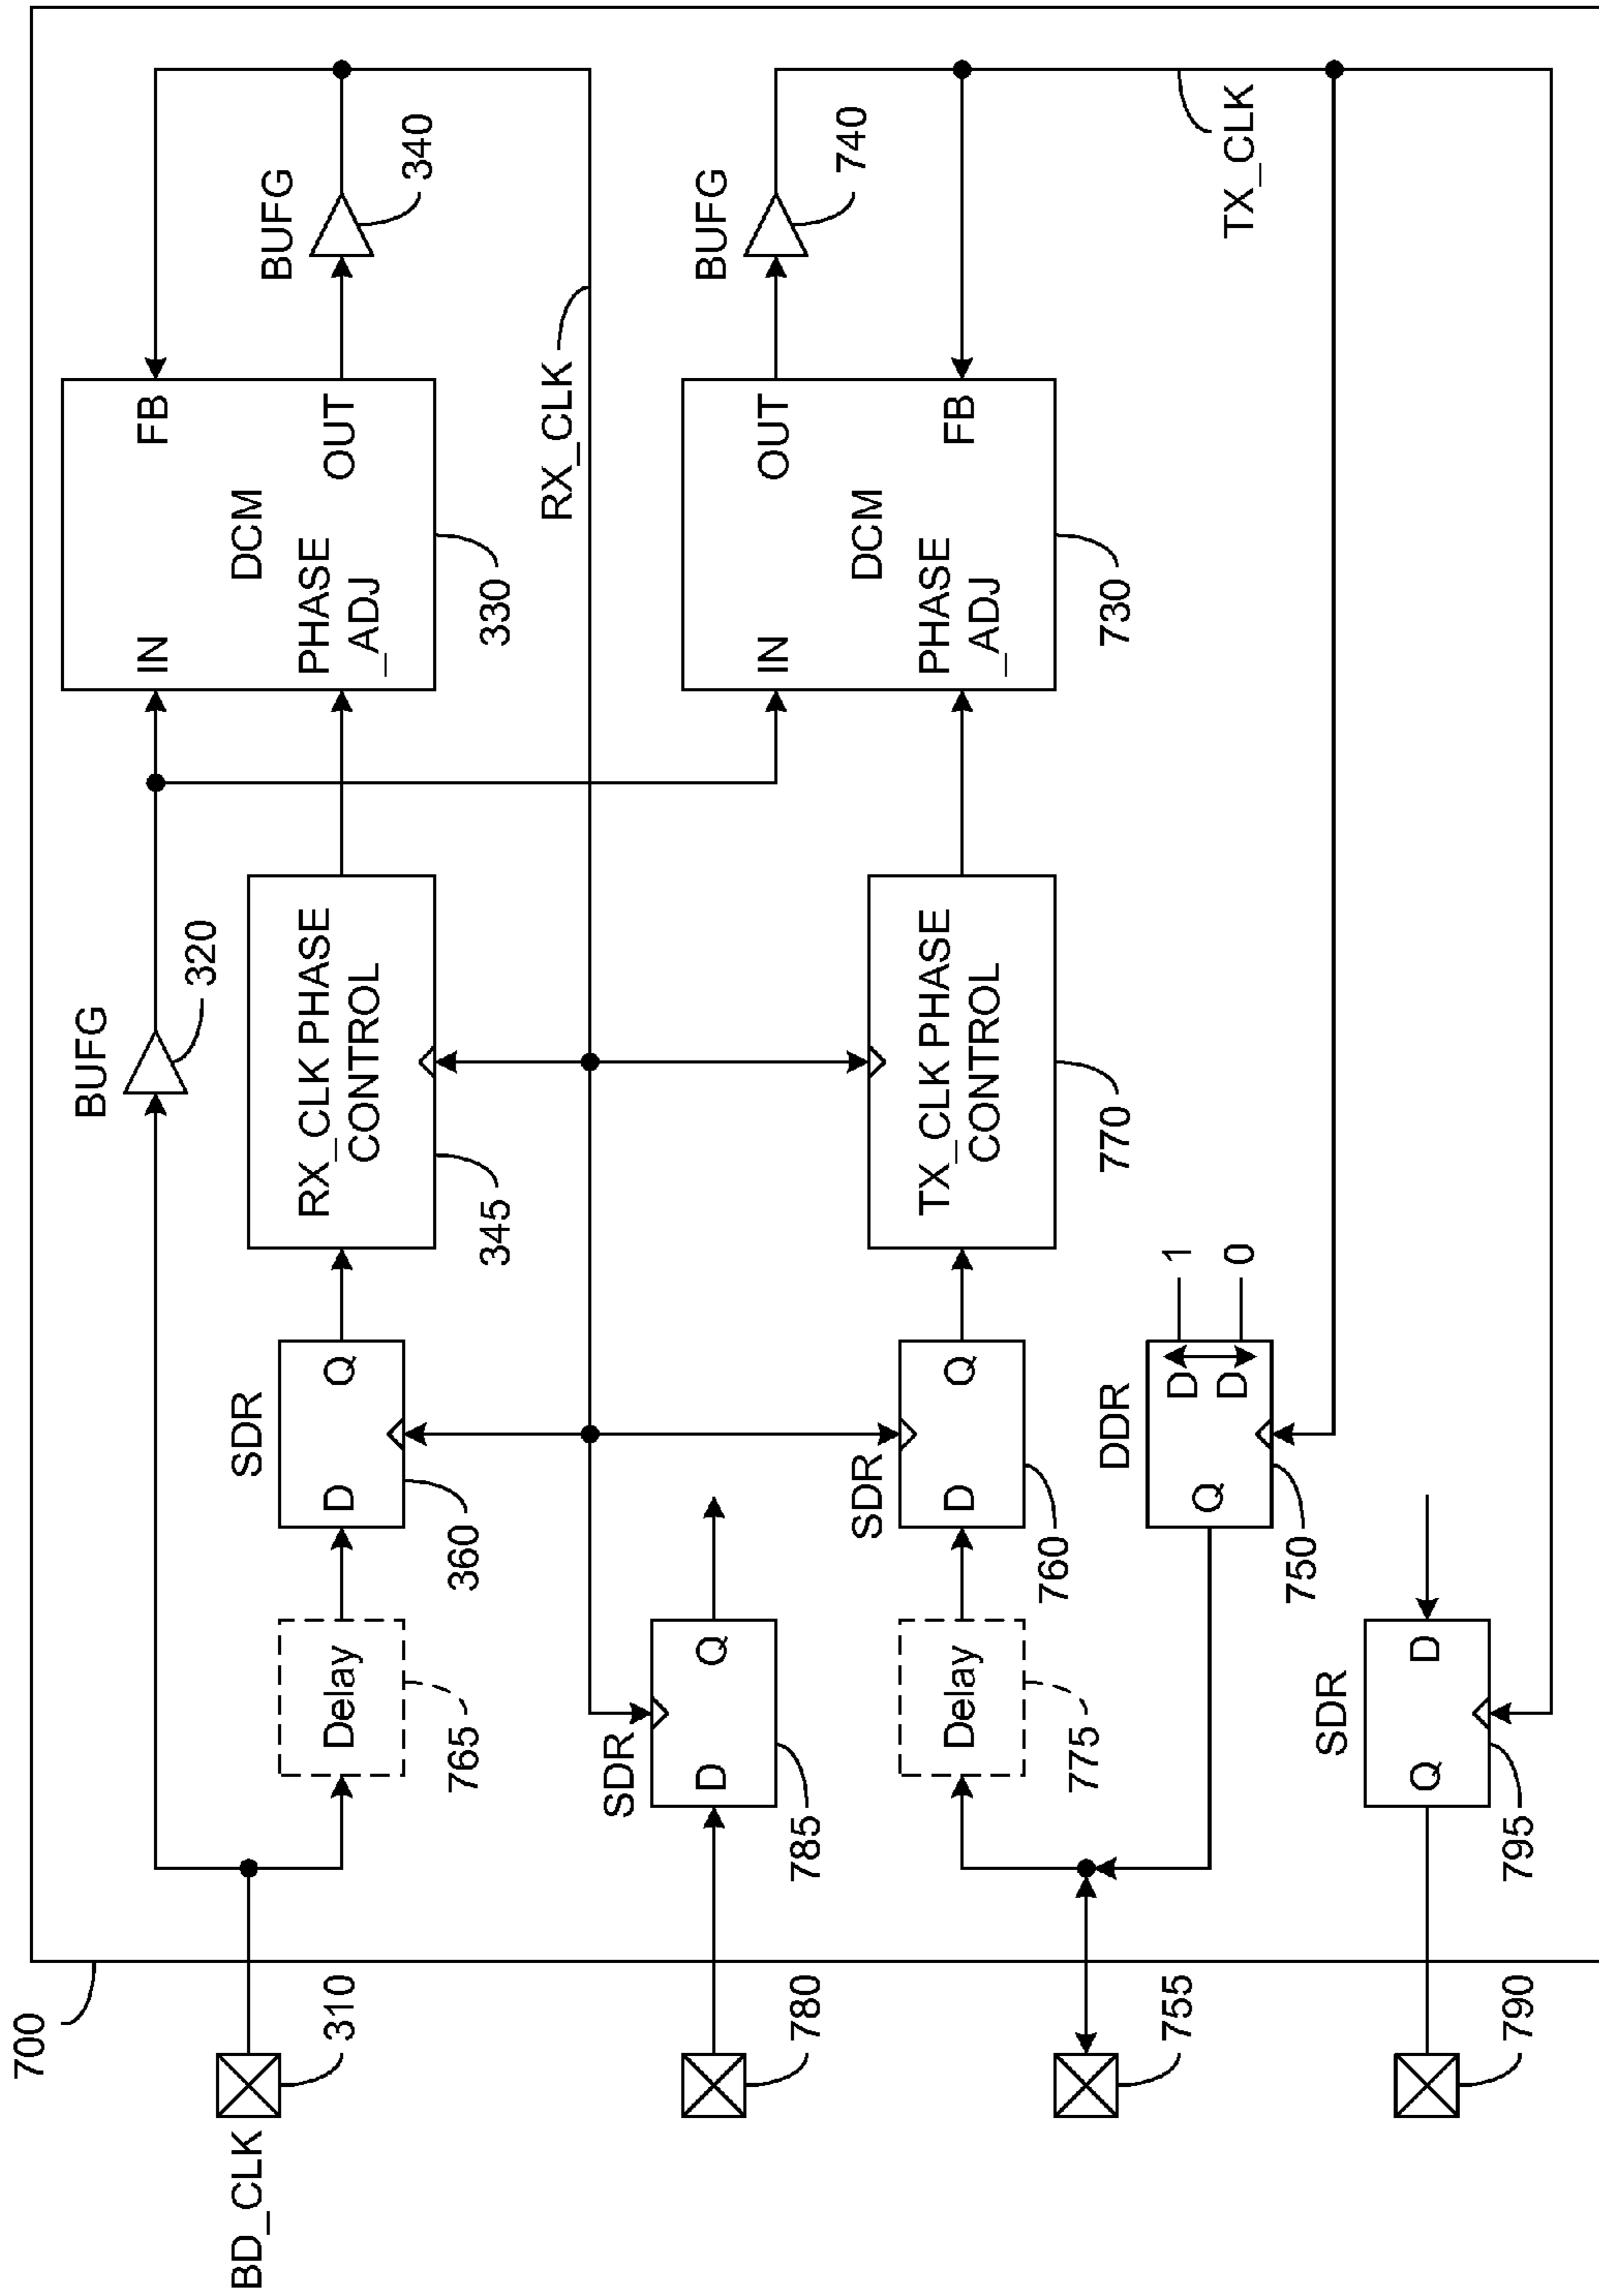 700
BD_CLK
310
BUFG
320
IN
FB
DCM
PHASE
_ADJ
OUT
330
BUFG
340
Delay
765
SDR
D
Q
360
RX_CLK PHASE
CONTROL
345
RX_CLK
780
SDR
D
Q
785
IN
OUT
DCM
PHASE
_ADJ
FB
730
BUFG
740
755
Delay
775
SDR
D
Q
760
TX_CLK PHASE
CONTROL
770
TX_CLK
DDR
Q
D
D
1
0
750
790
SDR
Q
D
795